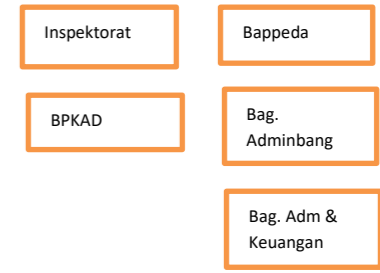 Inspektorat
Bappeda
BPKAD
Bag.
Adminbang
Bag. Adm &
Keuangan